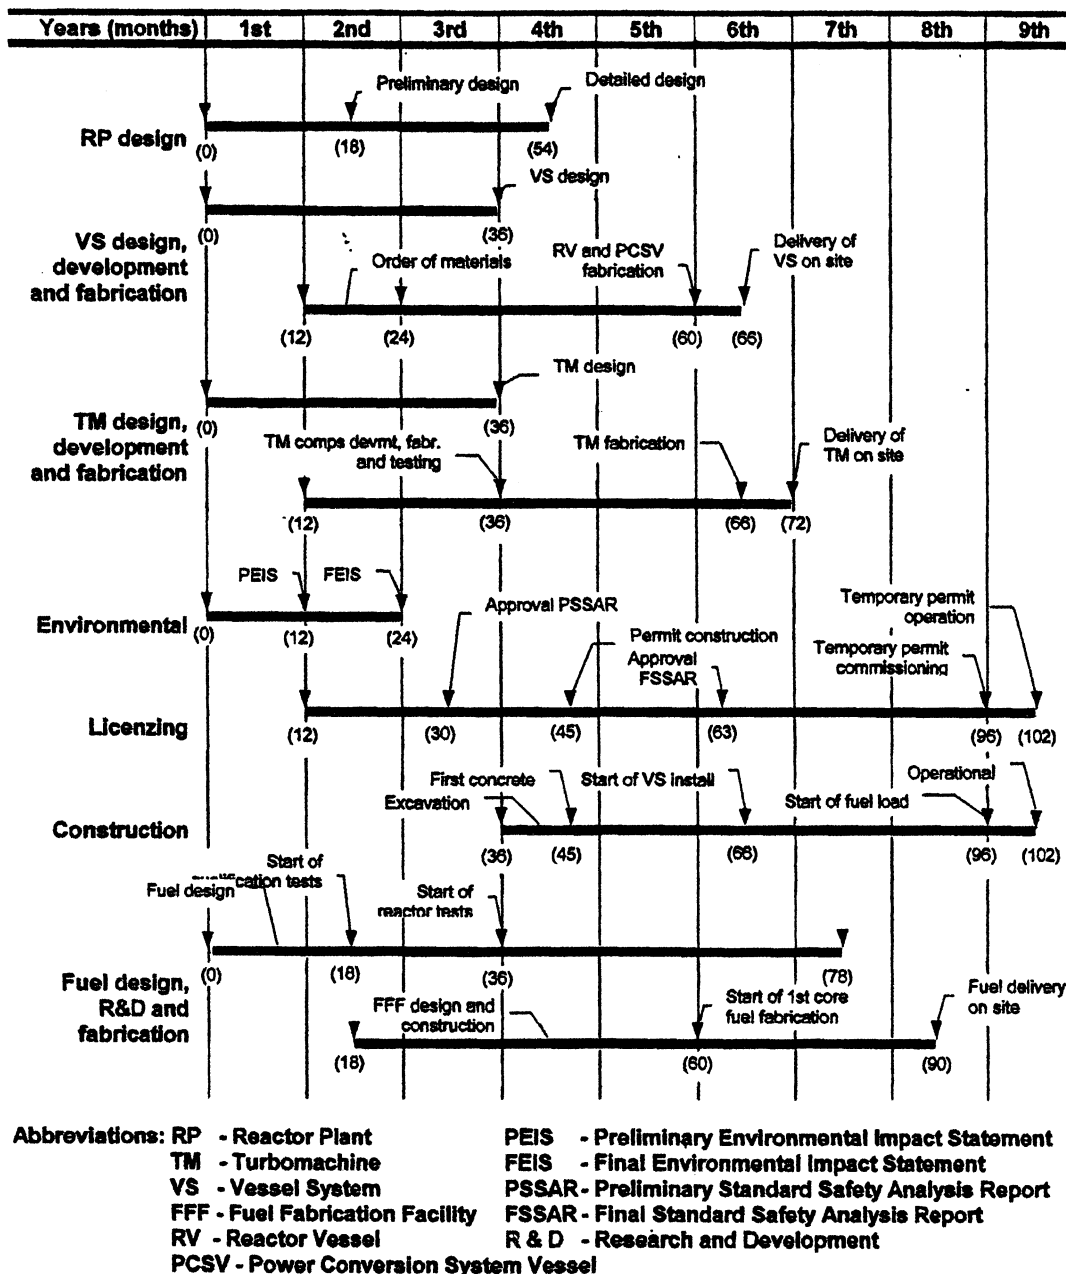 Years (months) 1st 2nd 3rd 4th 5th 6th 7th 8th 9th
Preliminary design
Detailed design
RP design
(0) (18) (54)
VS design
(0) (36)
VS design,
development
and fabrication
Order of materials
RV and PCSV
fabrication
Delivery of
VS on site
(12) (24) (60) (66)
TM design
(0) (36)
TM design,
development
and fabrication
TM comps devmt, fabr.
and testing
TM fabrication
Delivery of
TM on site
(12) (36) (66) (72)
PEIS FEIS
Environmental
(0) (12) (24)
Approval PSSAR
Permit construction
Approval
FSSAR
Temporary permit
operation
Temporary permit
commissioning
Licenzing
(12) (30) (45) (63) (96) (102)
First concrete
Excavation
Start of VS install
Operational
Start of fuel load
Construction
(36) (45) (66) (96) (102)
Start of
tests
Fuel design
Start of
reactor tests
(0) (18) (36) (78)
Fuel design,
R&D and
fabrication
FFF design and
construction
Start of 1st core
fuel fabrication
Fuel delivery
on site
(18) (60) (90)
Abbreviations: RP - Reactor Plant
TM - Turbomachine
VS - Vessel System
FFF - Fuel Fabrication Facility
RV - Reactor Vessel
PCSV - Power Conversion System Vessel
PEIS - Preliminary Environmental Impact Statement
FEIS - Final Environmental Impact Statement
PSSAR - Preliminary Standard Safety Analysis Report
FSSAR - Final Standard Safety Analysis Report
R & D - Research and Development